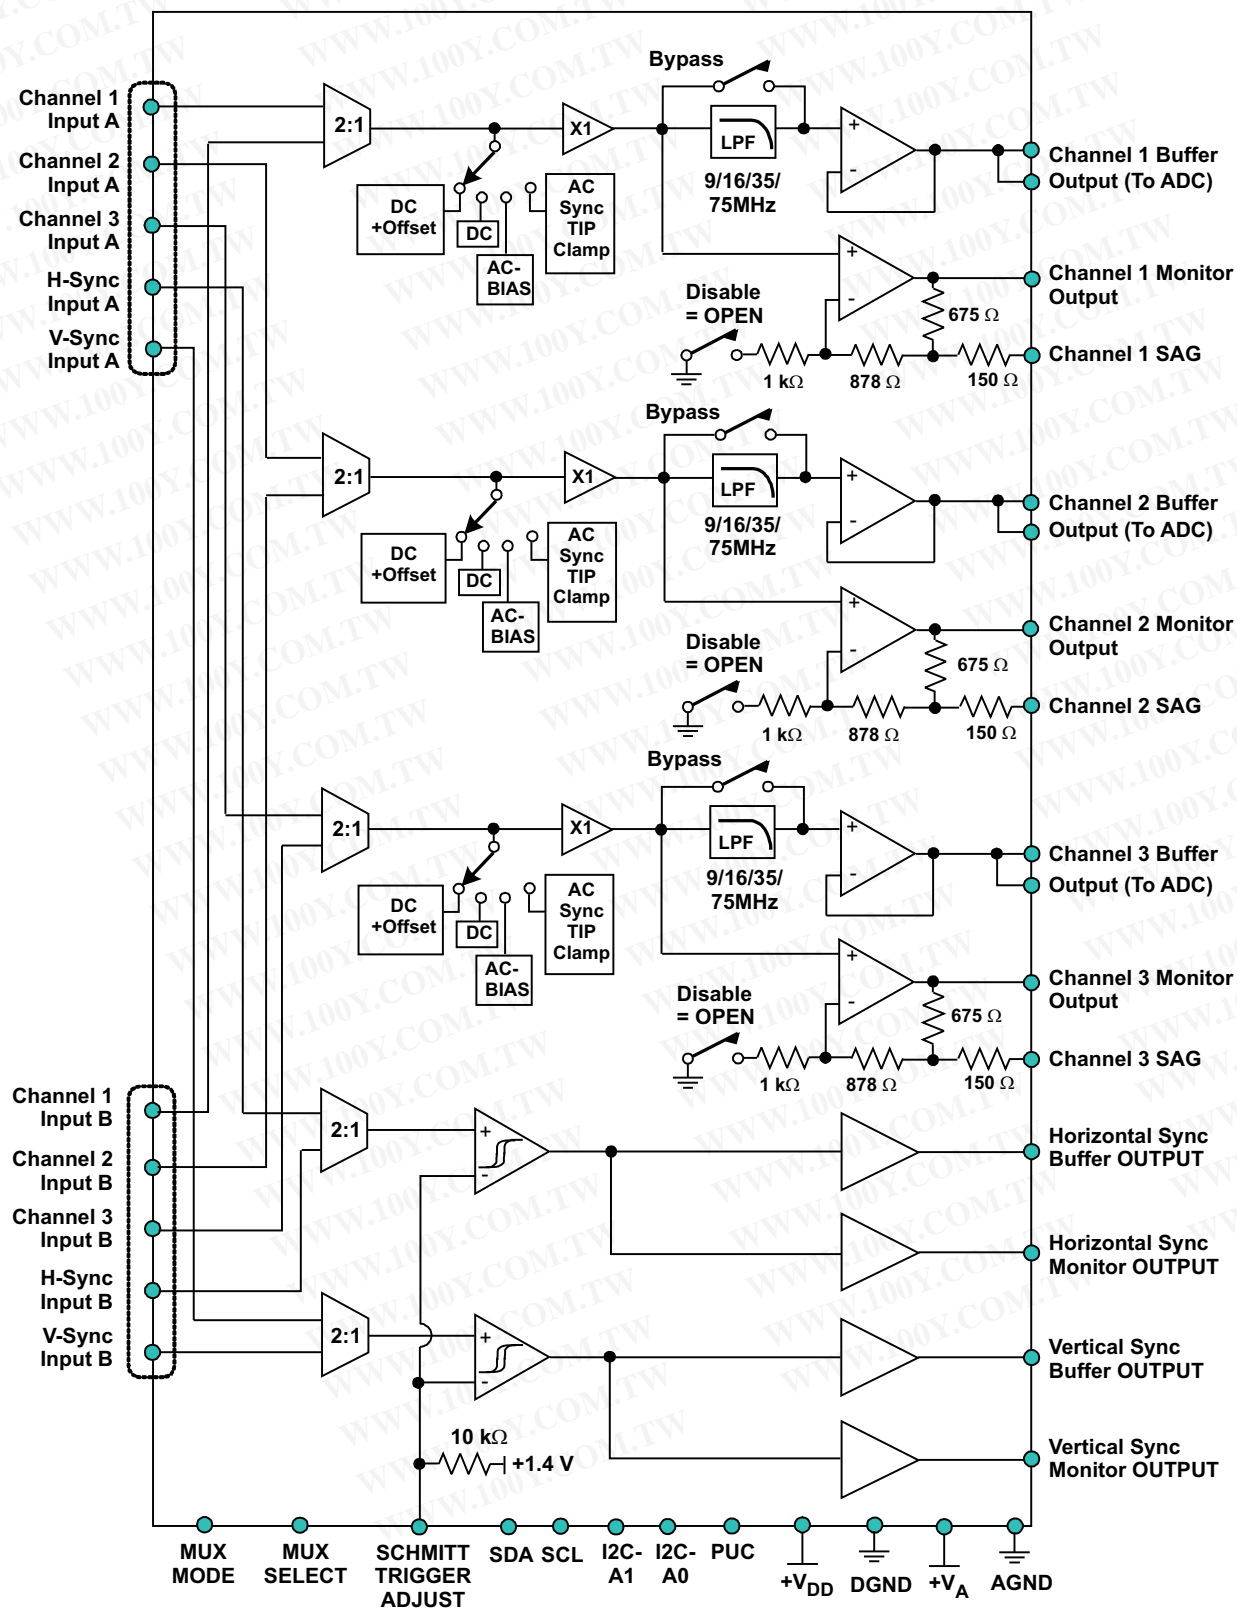 Bypass
Channel 1
Input A
2:1
X1
LPF
+
-
Channel 1 Buffer
Output (To ADC)
Channel 2
Input A
9/16/35/
75MHz
DC
+Offset
DC
AC-
BIAS
AC
Sync
TIP
Clamp
Channel 3
Input A
H-Sync
Input A
V-Sync
Input A
+
-
Channel 1 Monitor
Output
Disable
= OPEN
675 Ω
1 kΩ
878 Ω
150 Ω
Channel 1 SAG
Bypass
2:1
X1
LPF
+
-
Channel 2 Buffer
Output (To ADC)
9/16/35/
75MHz
DC
+Offset
DC
AC-
BIAS
AC
Sync
TIP
Clamp
+
-
Channel 2 Monitor
Output
Disable
= OPEN
675 Ω
1 kΩ
878 Ω
150 Ω
Channel 2 SAG
Bypass
2:1
X1
LPF
+
-
Channel 3 Buffer
Output (To ADC)
9/16/35/
75MHz
DC
+Offset
DC
AC-
BIAS
AC
Sync
TIP
Clamp
+
-
Channel 3 Monitor
Output
Disable
= OPEN
675 Ω
1 kΩ
878 Ω
150 Ω
Channel 3 SAG
Channel 1
Input B
Channel 2
Input B
Channel 3
Input B
H-Sync
Input B
V-Sync
Input B
2:1
+
-
Horizontal Sync
Buffer OUTPUT
Horizontal Sync
Monitor OUTPUT
2:1
+
-
Vertical Sync
Buffer OUTPUT
Vertical Sync
Monitor OUTPUT
10 kΩ
+1.4 V
MUX
MODE
MUX
SELECT
SCHMITT
TRIGGER
ADJUST
SDA
SCL
I2C-
A1
I2C-
A0
PUC
+VDD
DGND
+VA
AGND
WWW.100Y.COM.TW